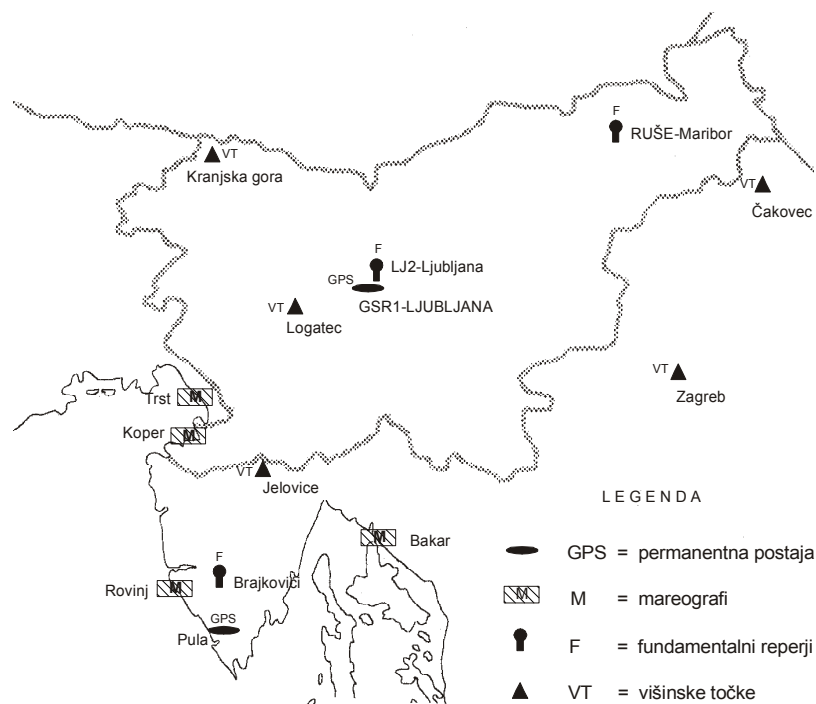 F
RUŠE-Maribor
VT
Kranjska gora
VT
Čakovec
F
LJ2-Ljubljana
GPS
GSR1-LJUBLJANA
VT
Logatec
VT
Zagreb
Trst M
Koper M
VT
Jelovice
M Bakar
F
Brajkovići
Rovinj M
GPS
Pula
LEGENDA
GPS = permanentna postaja
M M = mareografi
F = fundamentalni reperji
VT = višinske točke